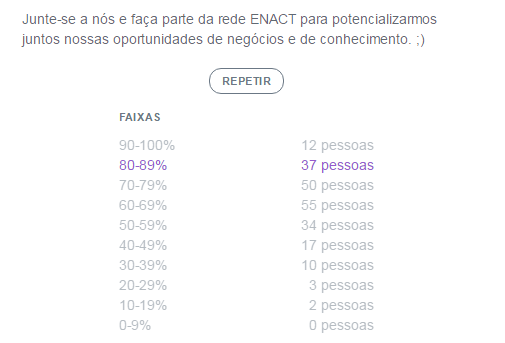 Junte-se a nós e faça parte da rede ENACT para potencializarmos
juntos nossas oportunidades de negócios e de conhecimento. ;)
REPETIR
FAIXAS
90-100% 12 pessoas
80-89% 37 pessoas
70-79% 50 pessoas
60-69% 55 pessoas
50-59% 34 pessoas
40-49% 17 pessoas
30-39% 10 pessoas
20-29% 3 pessoas
10-19% 2 pessoas
0-9% 0 pessoas